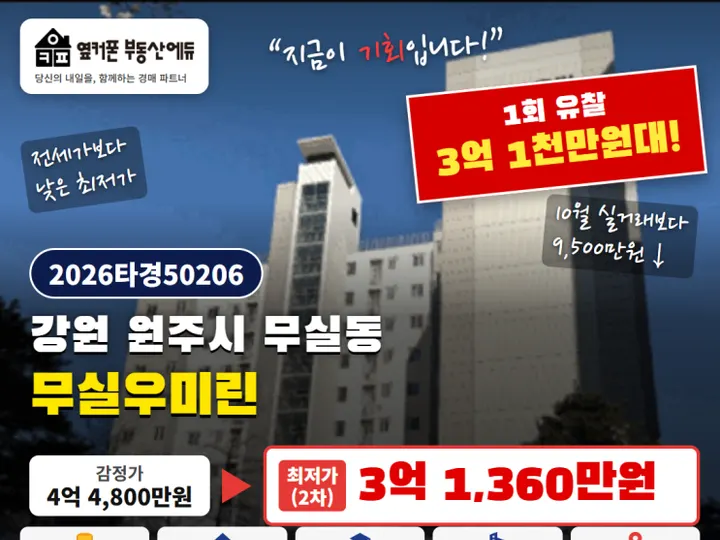 옆커폰 부동산에듀
당신의 내일을, 함께하는 경매 파트너
“지금이 기회입니다!”
1회 유찰
3억 1천만원대!
전세가보다
낮은 최저가
10월 실거래보다
9,500만원 ↓
2026타경50206
강원 원주시 무실동
무실우미린
감정가
4억 4,800만원
최저가
(2차)
3억 1,360만원